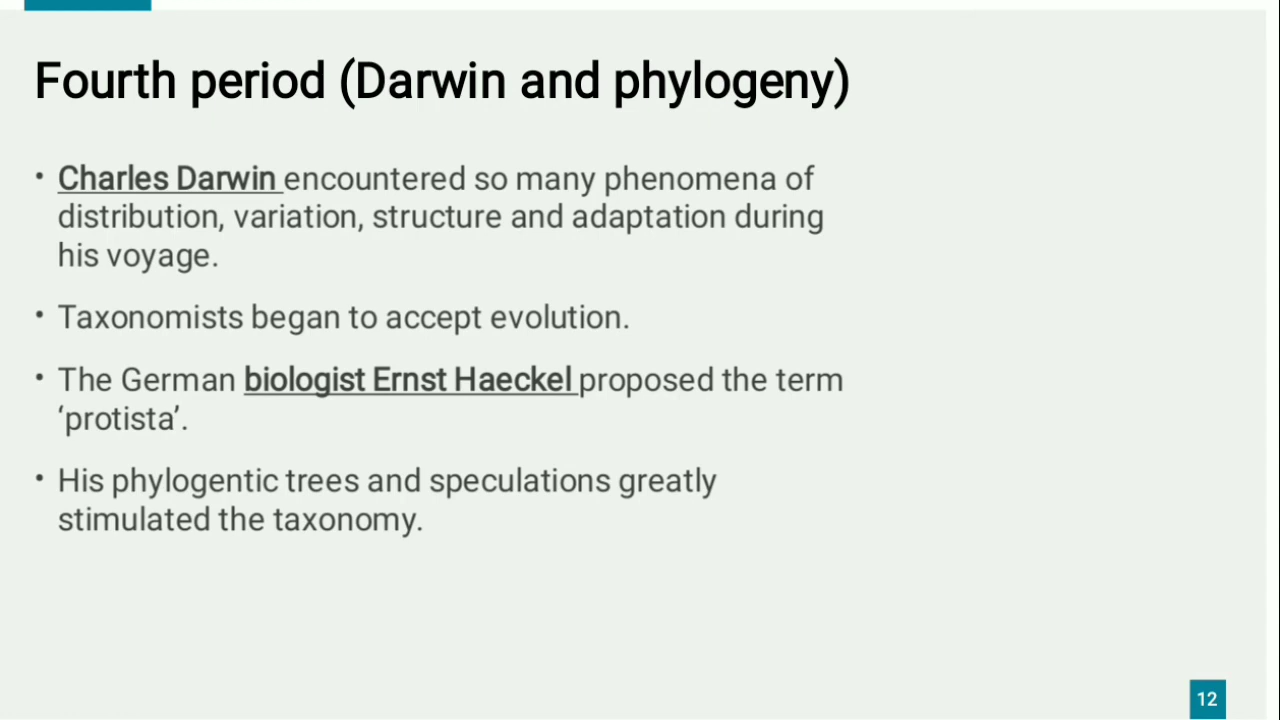 Fourth period (Darwin and phylogeny)
• Charles Darwin encountered so many phenomena of
distribution, variation, structure and adaptation during
his voyage.
• Taxonomists began to accept evolution.
• The German biologist Ernst Haeckel proposed the term
‘protista’.
• His phylogentic trees and speculations greatly
stimulated the taxonomy.
12